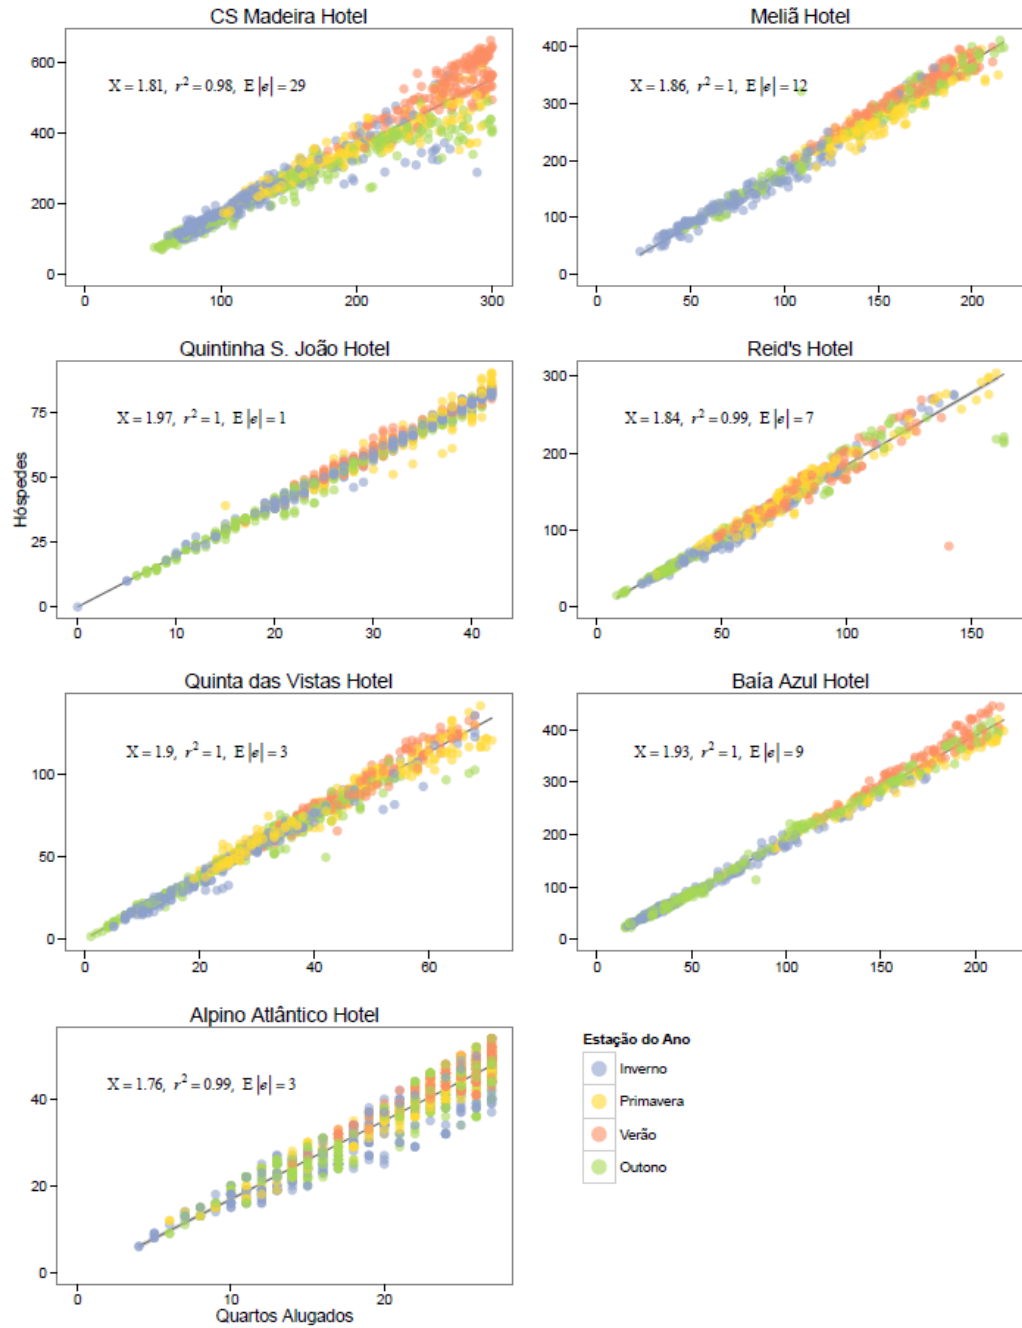 CS Madeira Hotel
X = 1.81, r² = 0.98, E |e| = 29
600
400
200
0
0 100 200 300
Meliã Hotel
X = 1.86, r² = 1, E |e| = 12
400
300
200
100
0
0 50 100 150 200
Quintinha S. João Hotel
X = 1.97, r² = 1, E |e| = 1
75
50
25
0
0 10 20 30 40
Hóspedes
Reid's Hotel
X = 1.84, r² = 0.99, E |e| = 7
300
200
100
0
0 50 100 150
Quinta das Vistas Hotel
X = 1.9, r² = 1, E |e| = 3
100
50
0
0 20 40 60
Baía Azul Hotel
X = 1.93, r² = 1, E |e| = 9
400
300
200
100
0
0 50 100 150 200
Alpino Atlântico Hotel
X = 1.76, r² = 0.99, E |e| = 3
40
20
0
0 10 20
Quartos Alugados
Estação do Ano
Inverno
Primavera
Verão
Outono